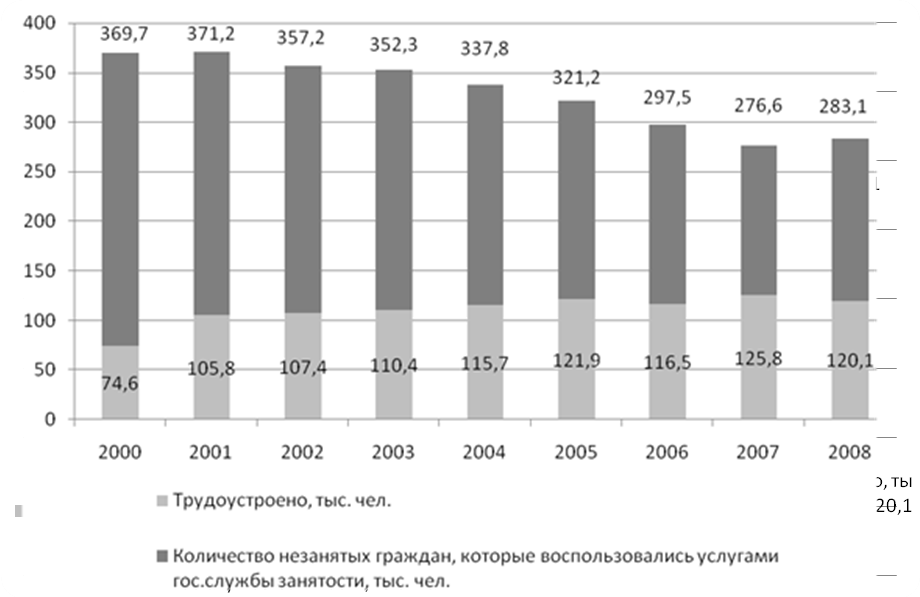 400
369,7 371,2 357,2 352,3 337,8 321,2 297,5 276,6 283,1
350
300
250
200
150
100
50
74,6 105,8 107,4 110,4 115,7 121,9 116,5 125,8 120,1
0
2000 2001 2002 2003 2004 2005 2006 2007 2008
Трудоустроено, тыс. чел.
о, ты
20,1
Количество незанятых граждан, которые воспользовались услугами
гос.службы занятости, тыс. чел.